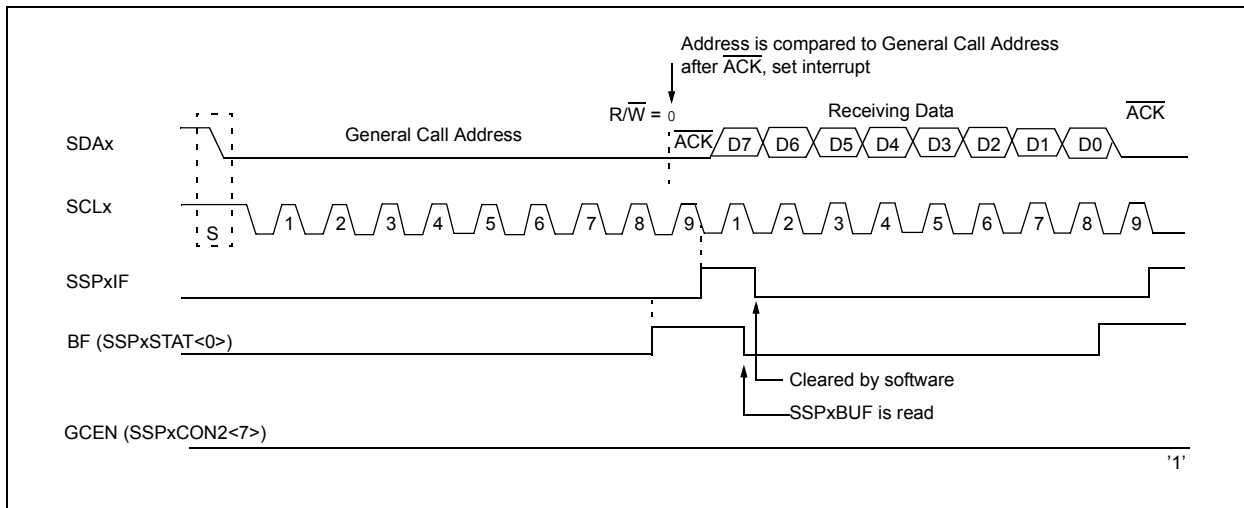 Address is compared to General Call Address
after ACK, set interrupt
R/W = 0
Receiving Data
ACK
SDAx
General Call Address
ACK
D7 D6 D5 D4 D3 D2 D1 D0
SCLx
S
1 2 3 4 5 6 7 8 9 1 2 3 4 5 6 7 8 9
SSPxIF
BF (SSPxSTAT<0>)
Cleared by software
SSPxBUF is read
GCEN (SSPxCON2<7>)
'1'